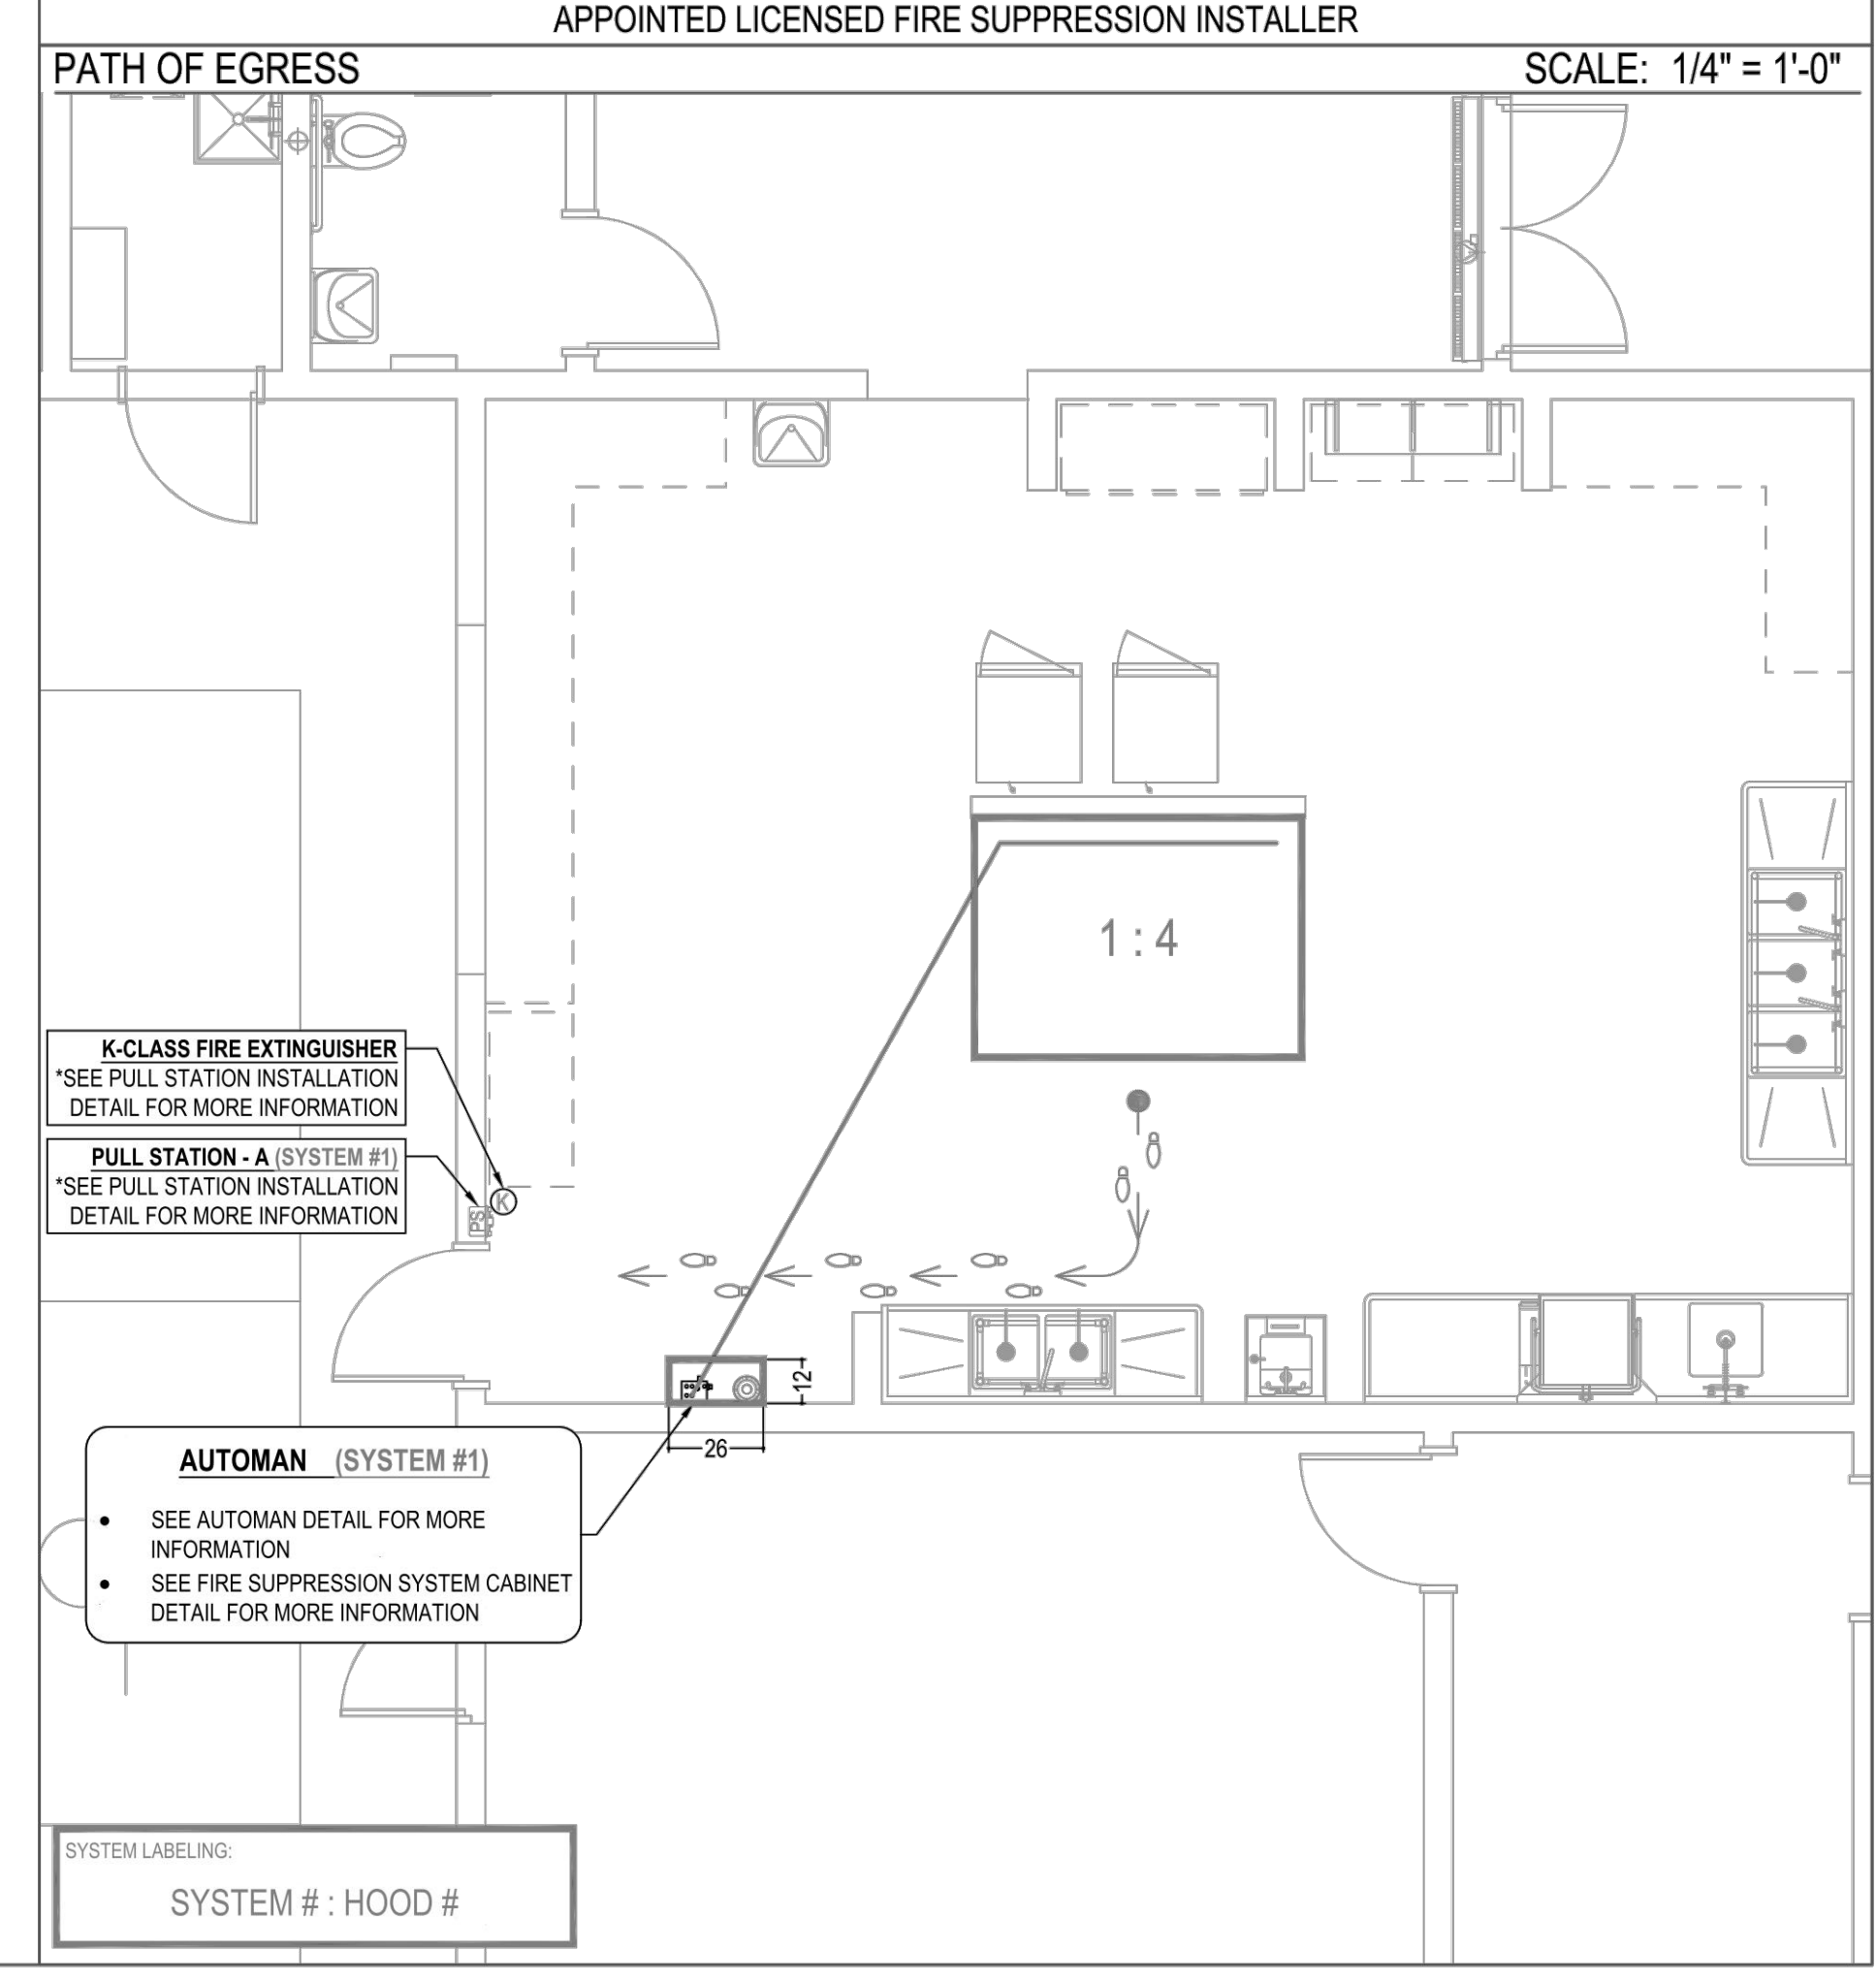 APPOINTED LICENSED FIRE SUPPRESSION INSTALLER
PATH OF EGRESS
SCALE: 1/4" = 1'-0"
1 : 4
K-CLASS FIRE EXTINGUISHER
*SEE PULL STATION INSTALLATION
DETAIL FOR MORE INFORMATION
PULL STATION - A (SYSTEM #1)
*SEE PULL STATION INSTALLATION
DETAIL FOR MORE INFORMATION
K
PS
12
26
AUTOMAN (SYSTEM #1)
• SEE AUTOMAN DETAIL FOR MORE
INFORMATION
• SEE FIRE SUPPRESSION SYSTEM CABINET
DETAIL FOR MORE INFORMATION
SYSTEM LABELING:
SYSTEM # : HOOD #